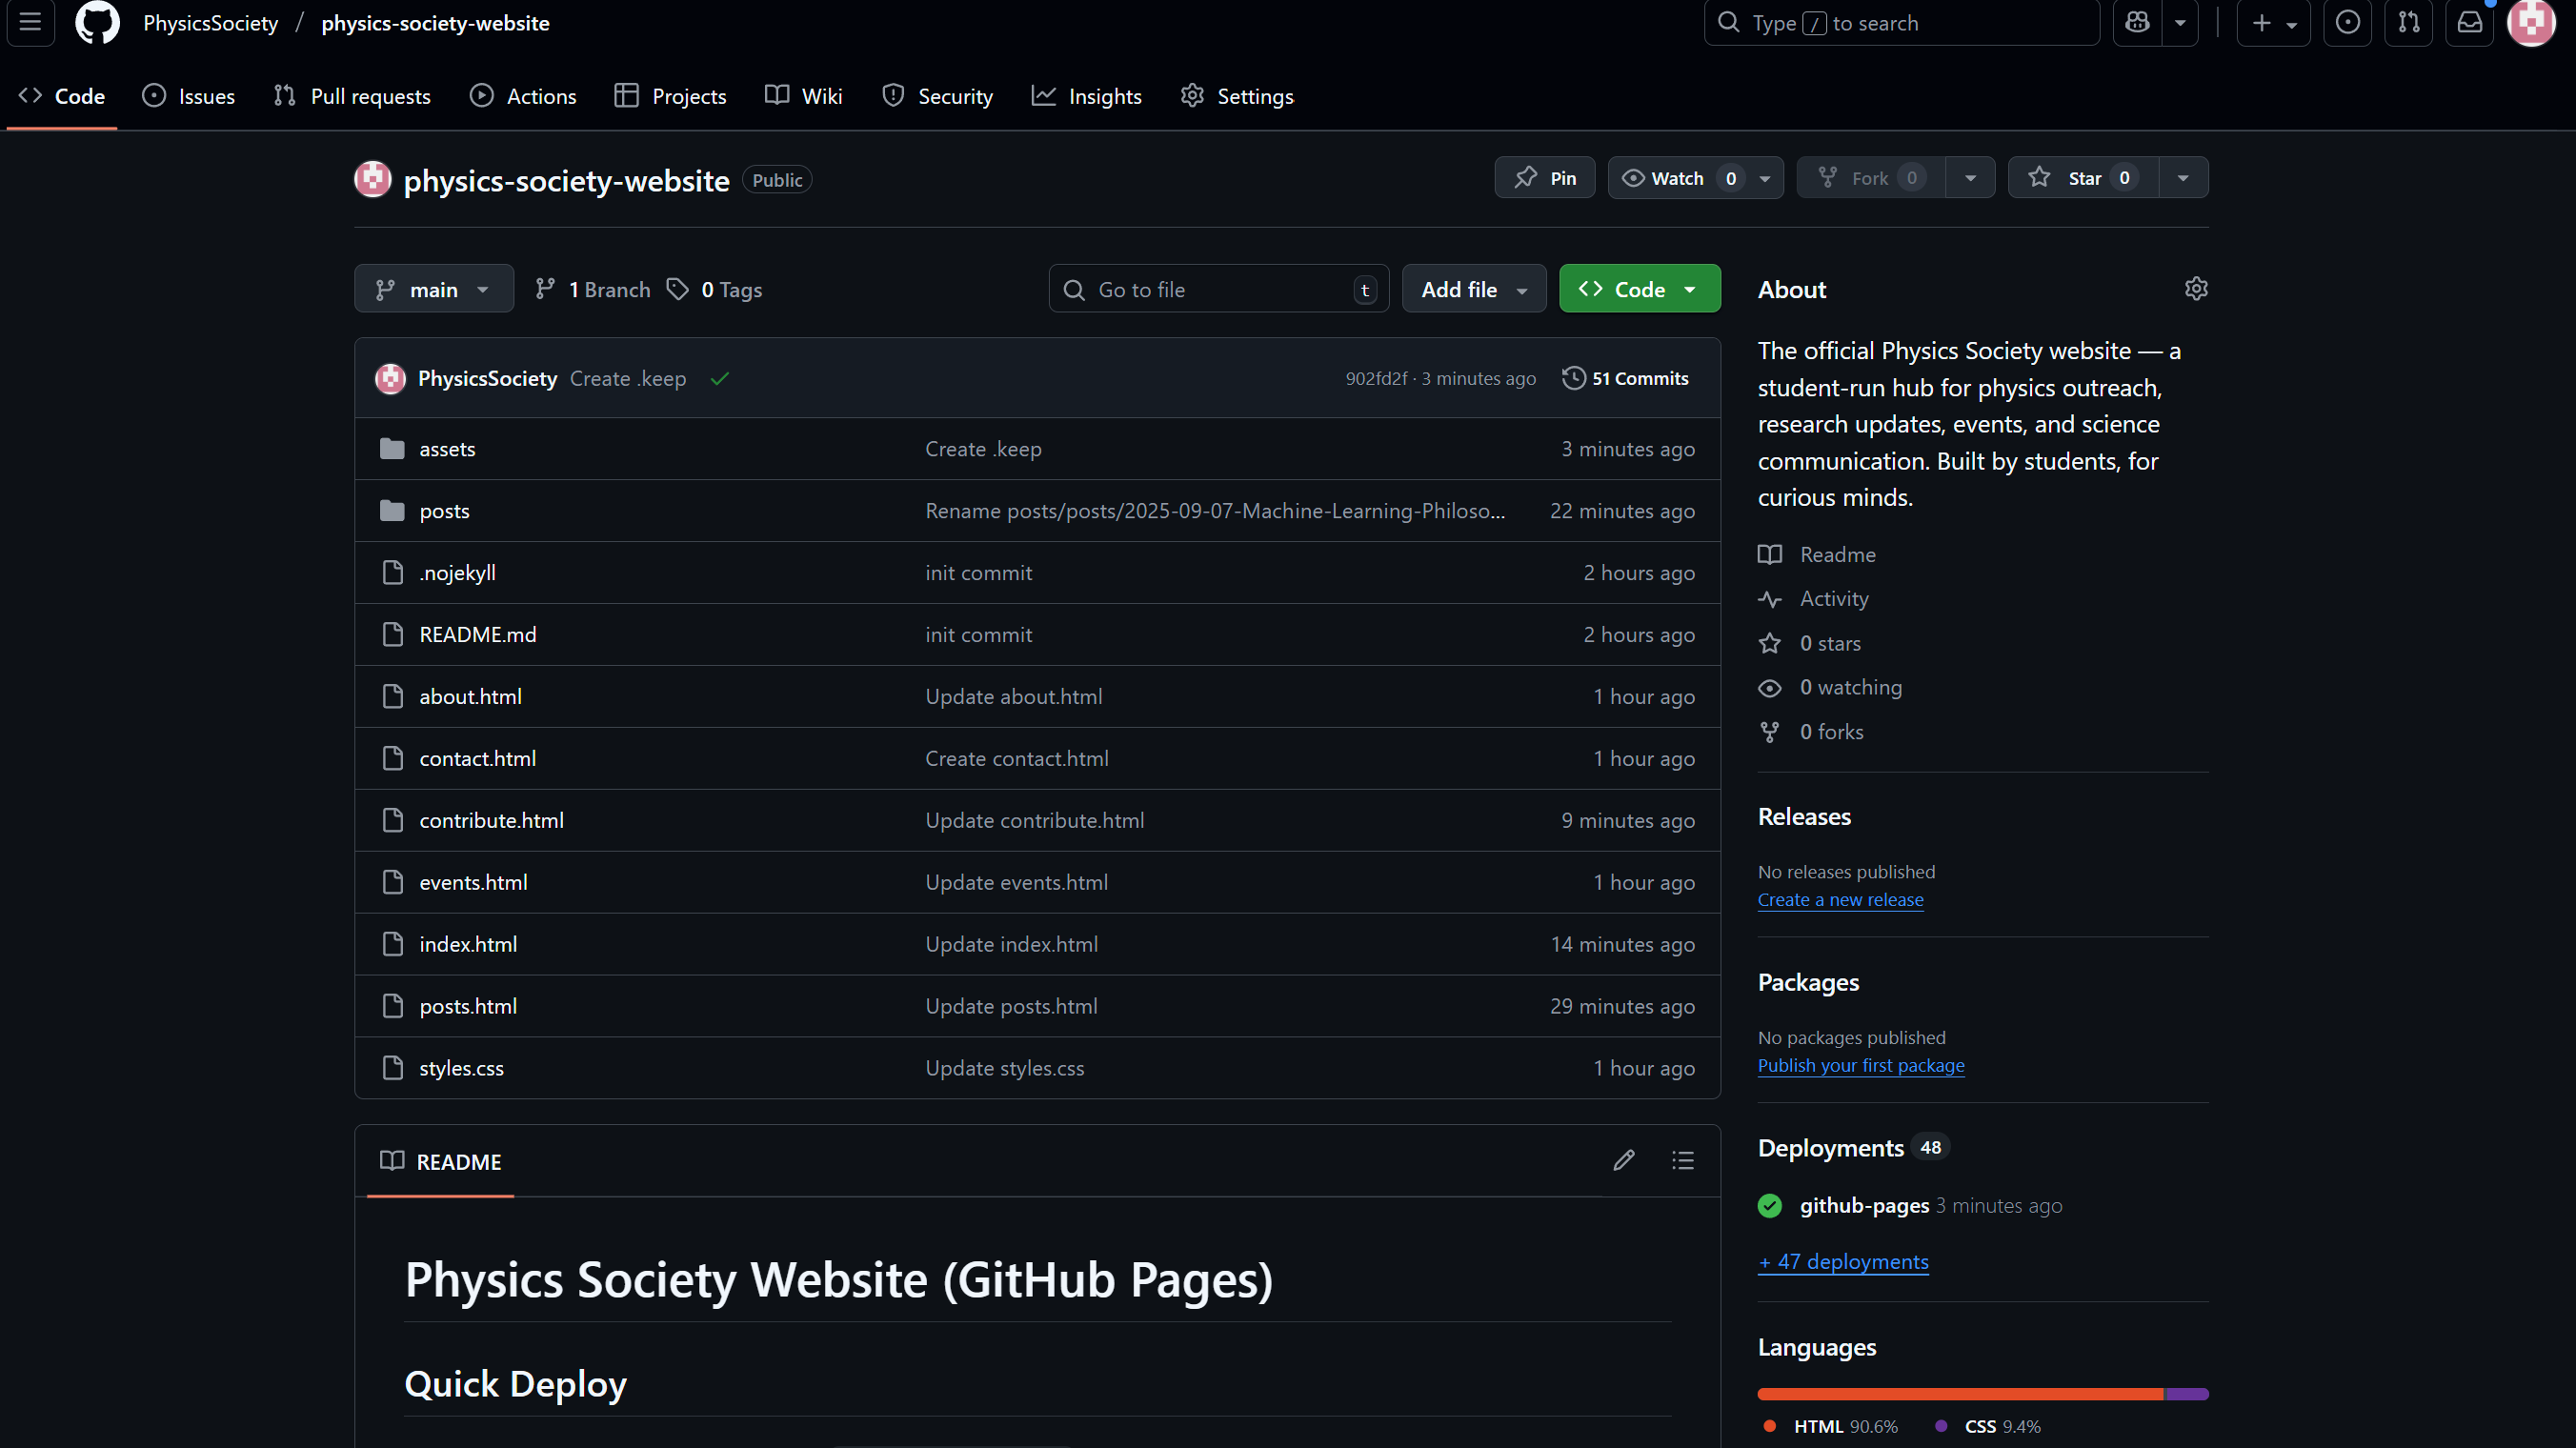 PhysicsSociety / physics-society-website
Type / to search
Code Issues Pull requests Actions Projects Wiki Security Insights Settings
physics-society-website Public
Pin Watch 0 Fork 0 Star 0
main 1 Branch 0 Tags Go to file t Add file Code
PhysicsSociety Create .keep 902fd2f · 3 minutes ago 51 Commits
assets Create .keep 3 minutes ago
posts Rename posts/posts/2025-09-07-Machine-Learning-Philoso... 22 minutes ago
.nojekyll init commit 2 hours ago
README.md init commit 2 hours ago
about.html Update about.html 1 hour ago
contact.html Create contact.html 1 hour ago
contribute.html Update contribute.html 9 minutes ago
events.html Update events.html 1 hour ago
index.html Update index.html 14 minutes ago
posts.html Update posts.html 29 minutes ago
styles.css Update styles.css 1 hour ago
README
Physics Society Website (GitHub Pages)
Quick Deploy
About
The official Physics Society website — a
student-run hub for physics outreach,
research updates, events, and science
communication. Built by students, for
curious minds.
Readme
Activity
0 stars
0 watching
0 forks
Releases
No releases published
Create a new release
Packages
No packages published
Publish your first package
Deployments 48
github-pages 3 minutes ago
+ 47 deployments
Languages
HTML 90.6% CSS 9.4%